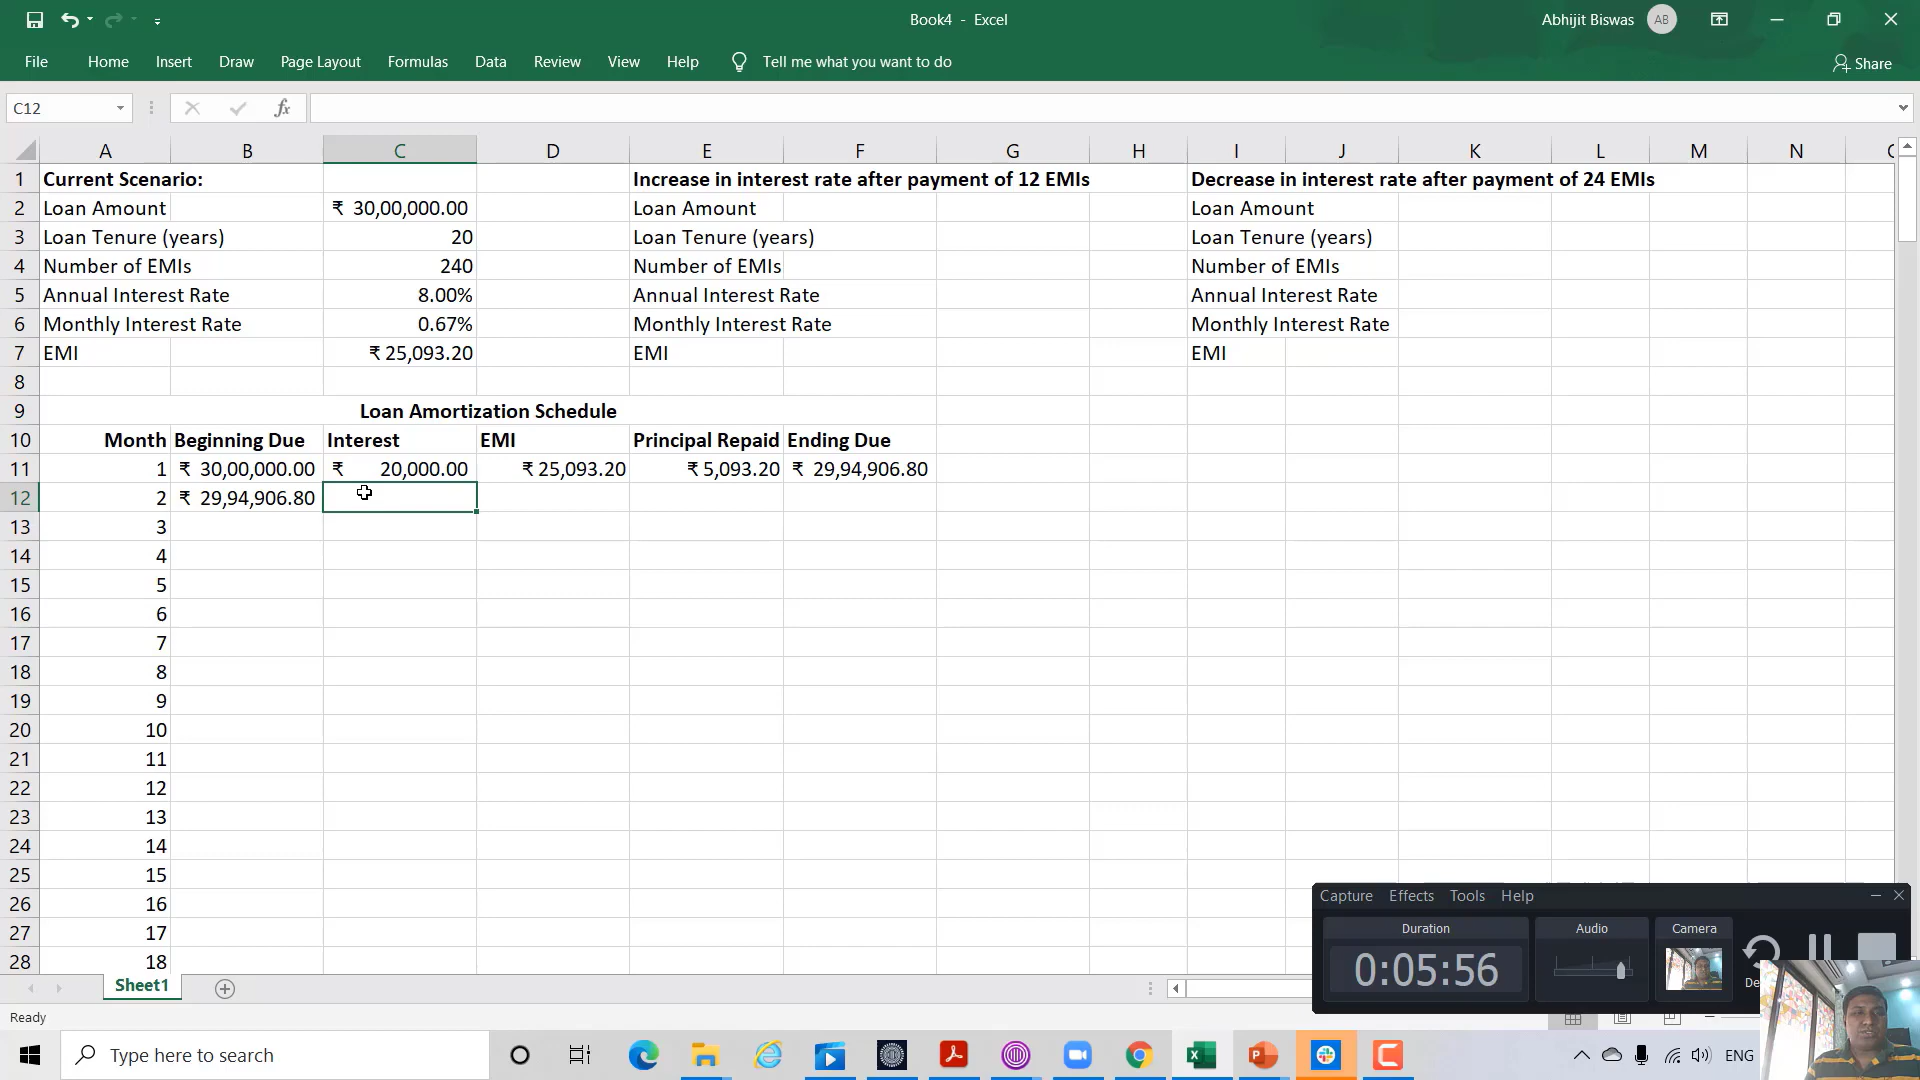 Book4 - Excel
Abhijit Biswas AB
File Home Insert Draw Page Layout Formulas Data Review View Help Tell me what you want to do Share
C12 fx
A B C D E F G H I J K L M N
1 Current Scenario: Increase in interest rate after payment of 12 EMIs Decrease in interest rate after payment of 24 EMIs
2 Loan Amount ₹ 30,00,000.00 Loan Amount Loan Amount
3 Loan Tenure (years) 20 Loan Tenure (years) Loan Tenure (years)
4 Number of EMIs 240 Number of EMIs Number of EMIs
5 Annual Interest Rate 8.00% Annual Interest Rate Annual Interest Rate
6 Monthly Interest Rate 0.67% Monthly Interest Rate Monthly Interest Rate
7 EMI ₹ 25,093.20 EMI EMI
8
9 Loan Amortization Schedule
10 Month Beginning Due Interest EMI Principal Repaid Ending Due
11 1 ₹ 30,00,000.00 ₹ 20,000.00 ₹ 25,093.20 ₹ 5,093.20 ₹ 29,94,906.80
12 2 ₹ 29,94,906.80
13 3
14 4
15 5
16 6
17 7
18 8
19 9
20 10
21 11
22 12
23 13
24 14
25 15
26 16
27 17
28 18
Capture Effects Tools Help
Duration Audio Camera
0:05:56
Sheet1
Ready
Type here to search
ENG